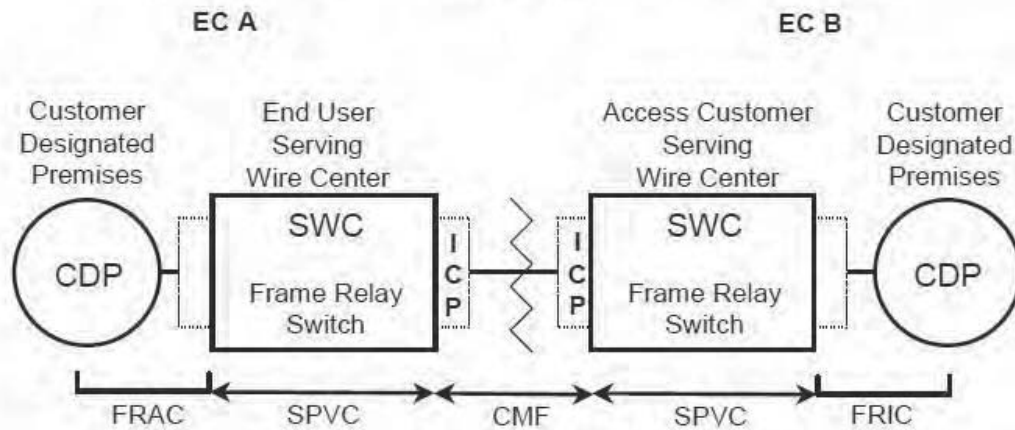 EC A
EC B
Customer
Designated
Premises
End User
Serving
Wire Center
Access Customer
Serving
Wire Center
Customer
Designated
Premises
CDP
SWC
Frame Relay
Switch
I
C
P
I
C
P
SWC
Frame Relay
Switch
CDP
FRAC
SPVC
CMF
SPVC
FRIC